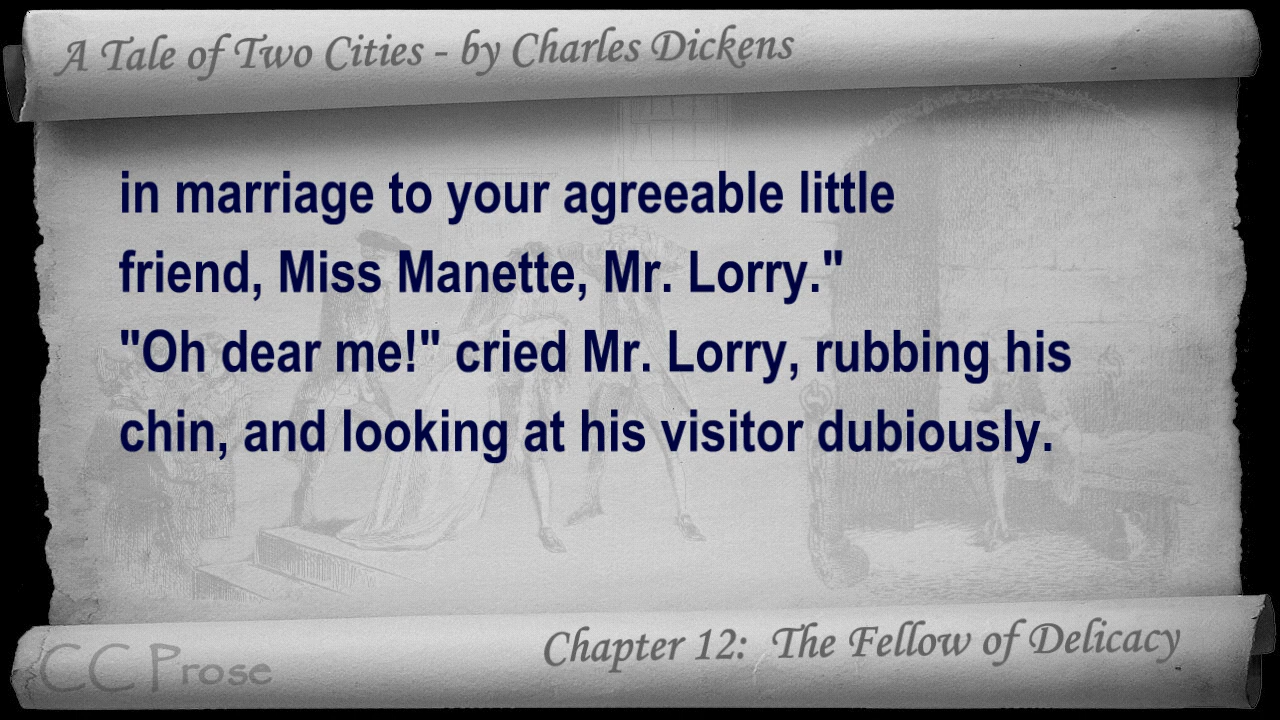 A Tale of Two Cities - by Charles Dickens
in marriage to your agreeable little
friend, Miss Manette, Mr. Lorry."
"Oh dear me!" cried Mr. Lorry, rubbing his
chin, and looking at his visitor dubiously.
Chapter 12: The Fellow of Delicacy
CC Prose